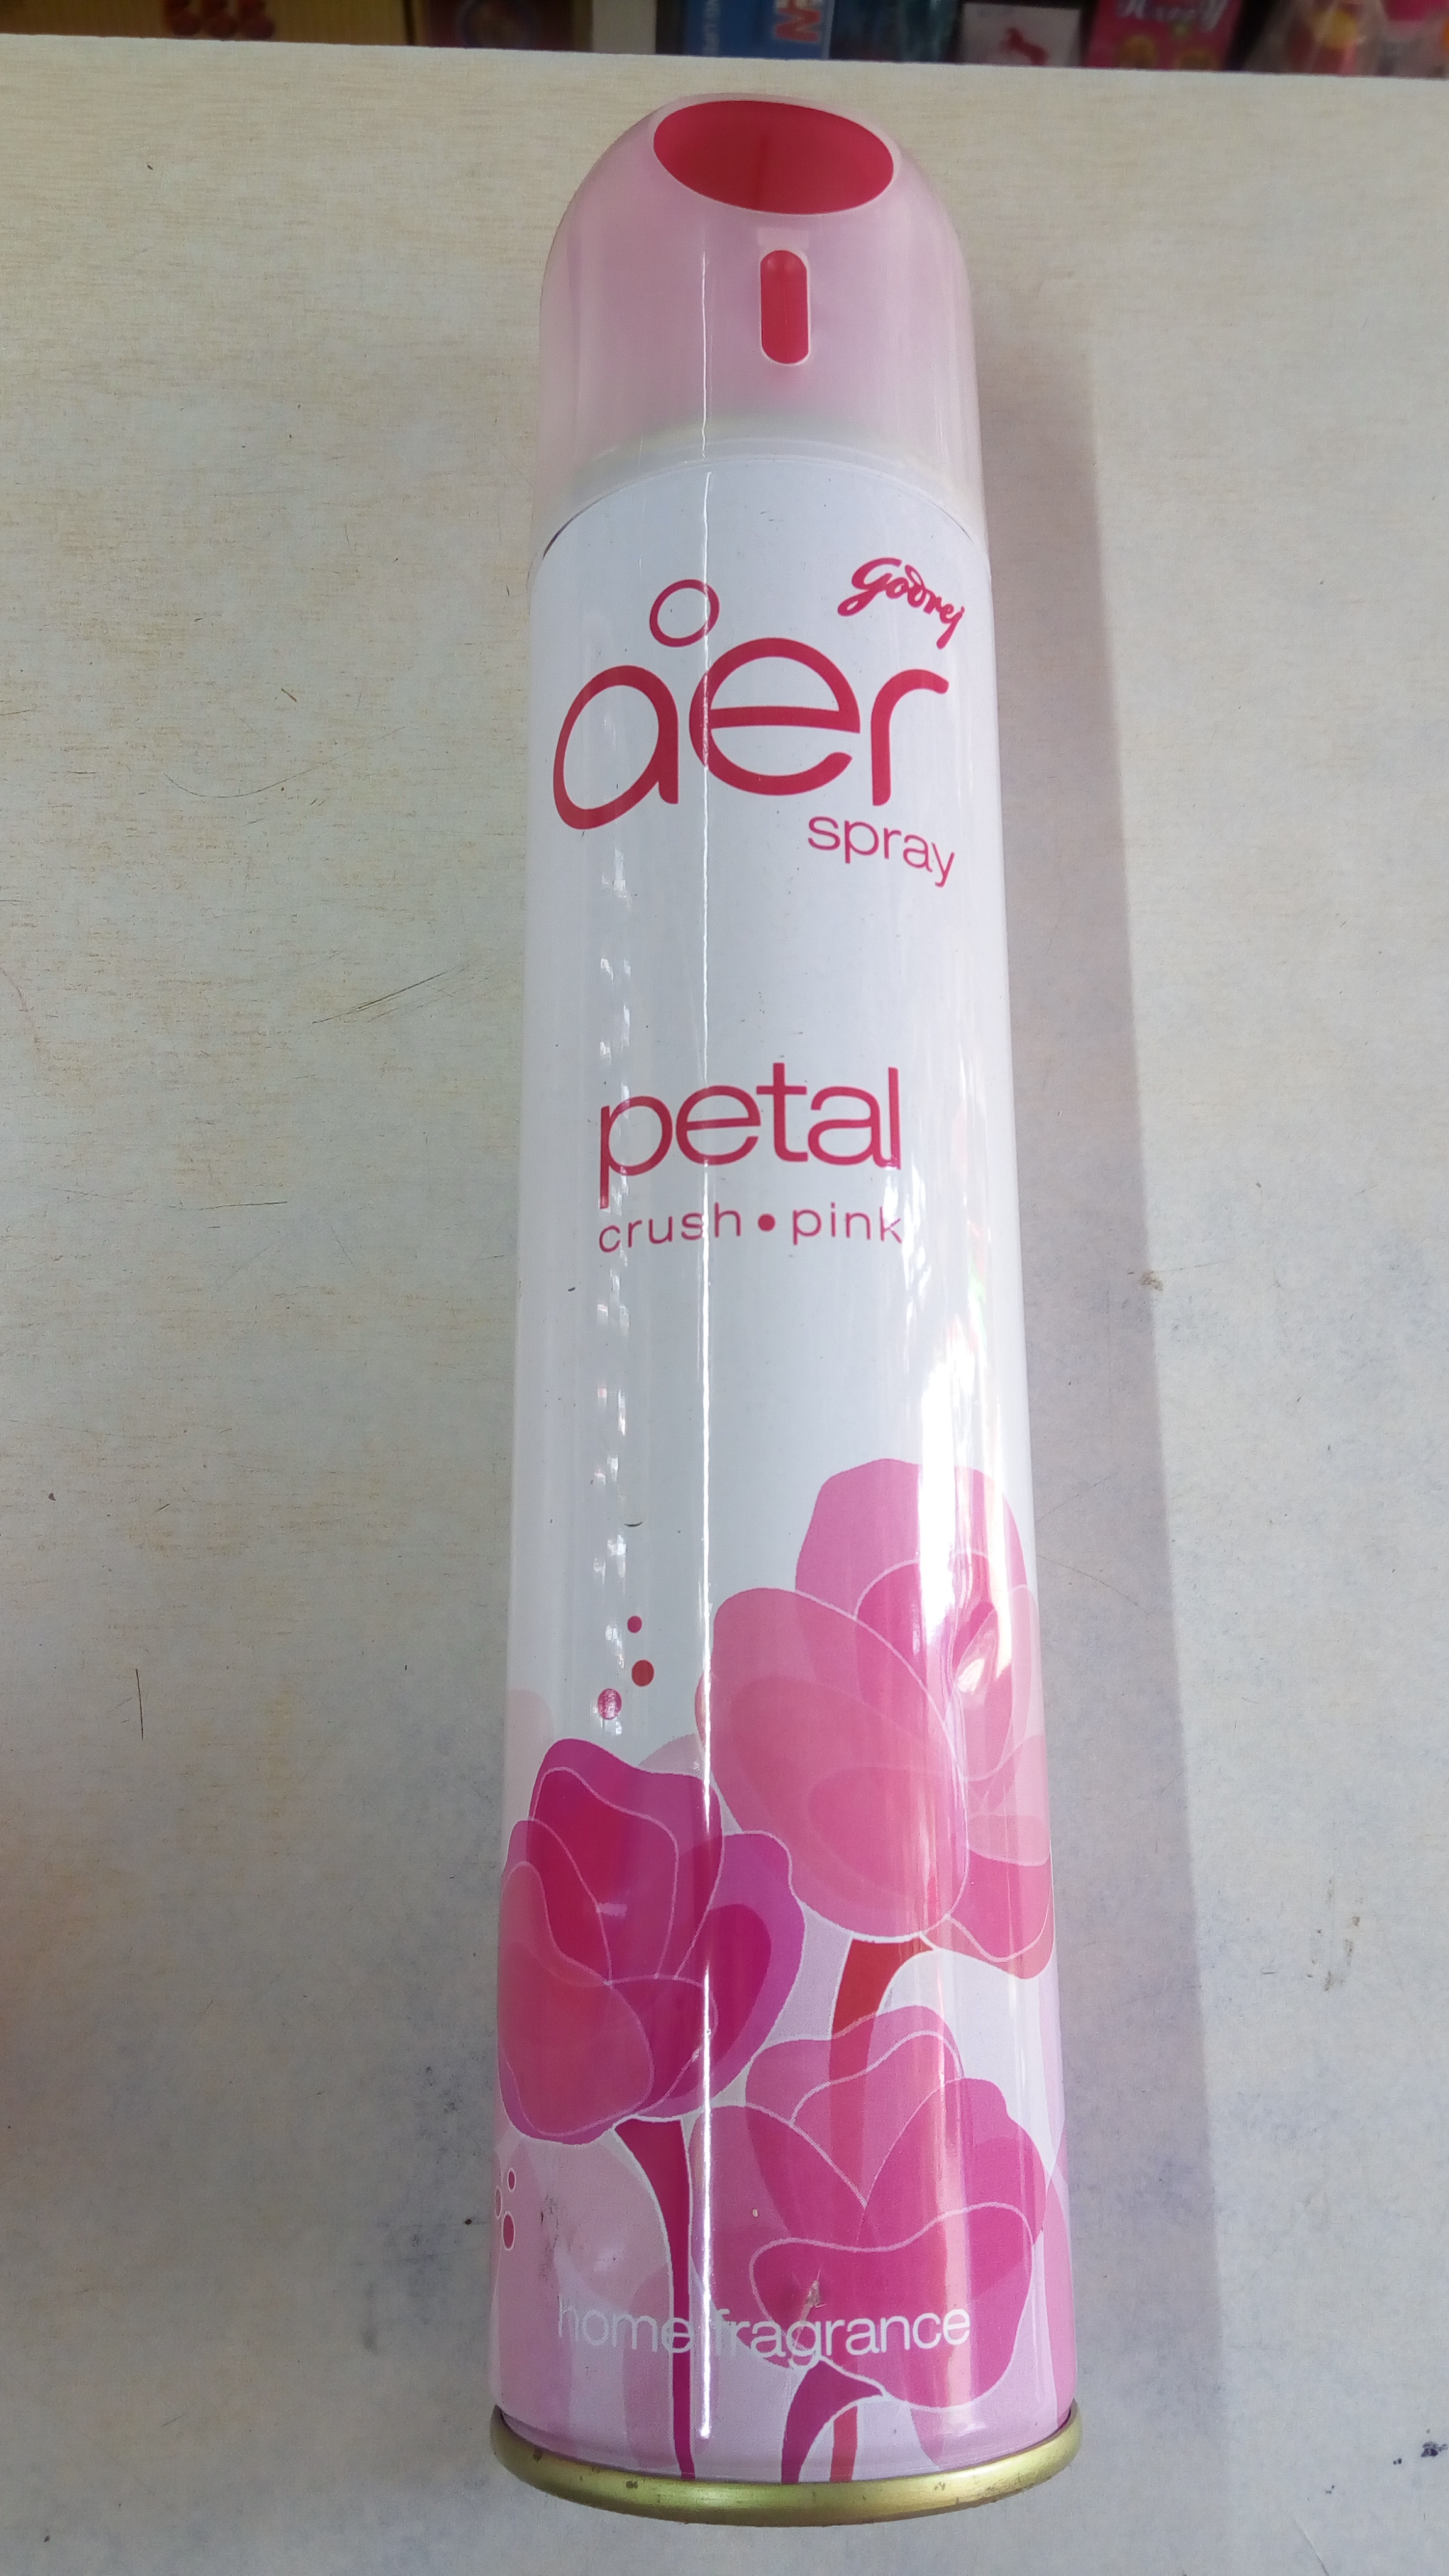 Godrej
aer
spray
petal
crush • pink
home fragrance